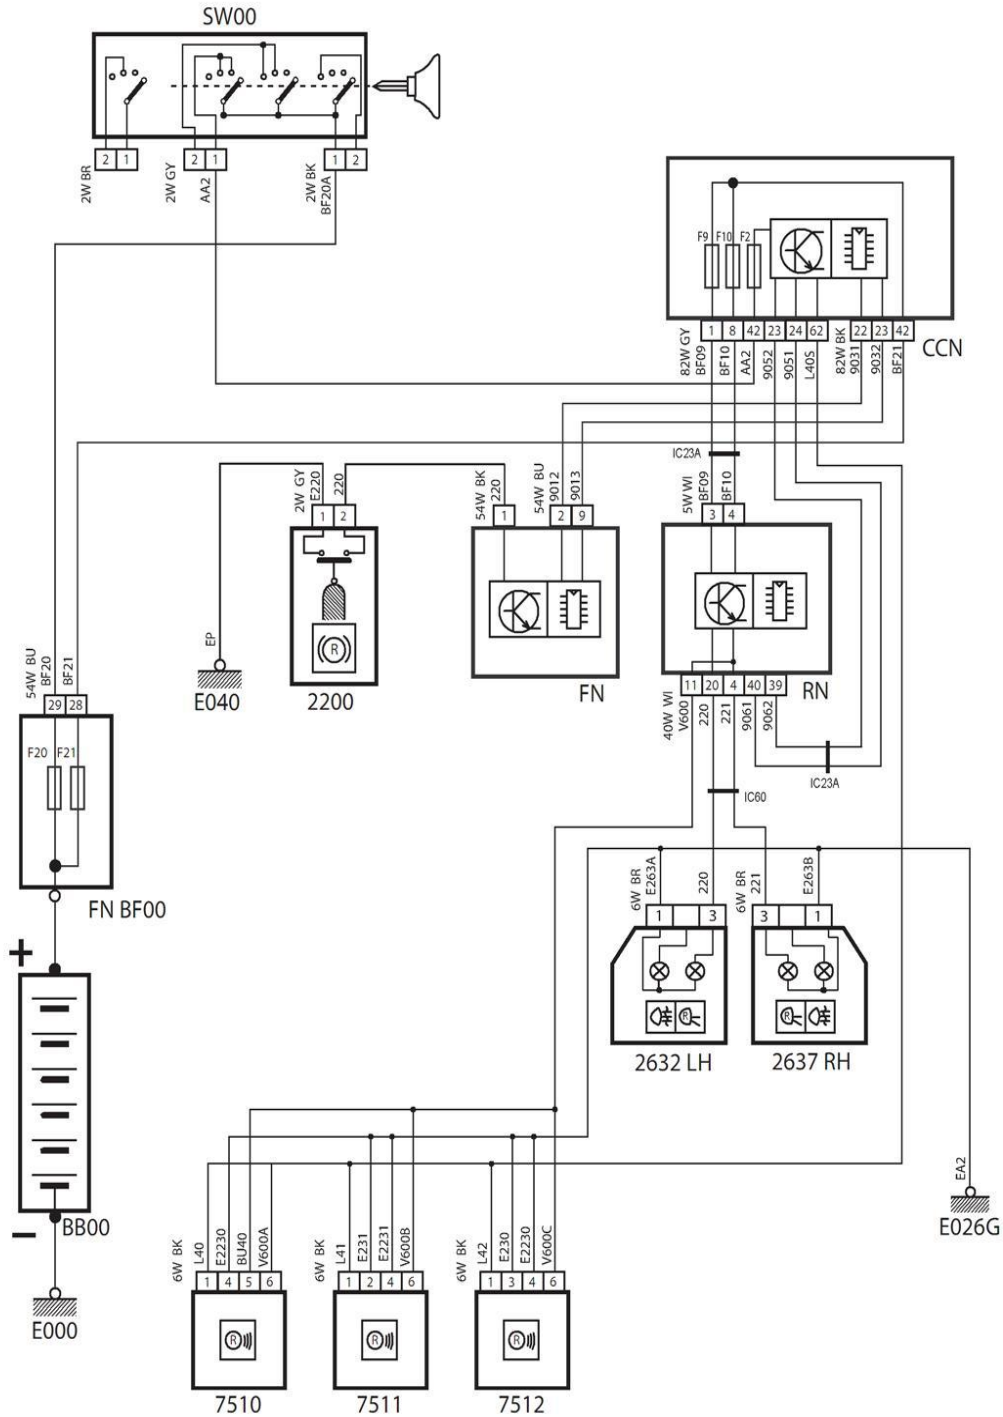 SW00
2 1 2 1 1 2
2W BR
2W GY
AA2
2W BK
BF20A
F9 F10 F2
1 8 42 23 24 62 22 23 42
CCN
82W GY
BF09
BF10
AA2
9052
9051
L40S
82W BK
9031
9032
BF21
IC23A
2W GY
E220
220
54W BK
220
54W BU
9012
9013
5W WI
BF09
BF10
1 2 1 2 9 3 4
R
EP
E040
2200
FN
RN
11 20 4 40 39
40W WI
V600
220
221
9061
9062
IC23A
IC60
54W BU
BF20
BF21
29 28
F20 F21
FN BF00
+
BB00
−
E000
6W BR
E263A
220
6W BR
221
E263B
1 3 3 1
R R
2632 LH
2637 RH
EA2
E026G
6W BK
L40
E2230
BU40
V600A
6W BK
L41
E231
E2231
V600B
6W BK
L42
E230
E2230
V600C
1 4 5 6 1 2 4 6 1 3 4 6
R R R
7510
7511
7512